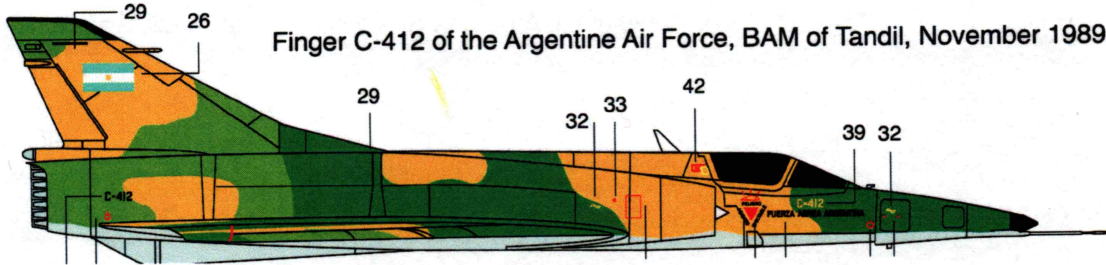 29
26
Finger C-412 of the Argentine Air Force, BAM of Tandil, November 1989
29
32
33
42
39
32
C-412
C-412
PELIGRO
FUERZA AEREA ARGENTINA